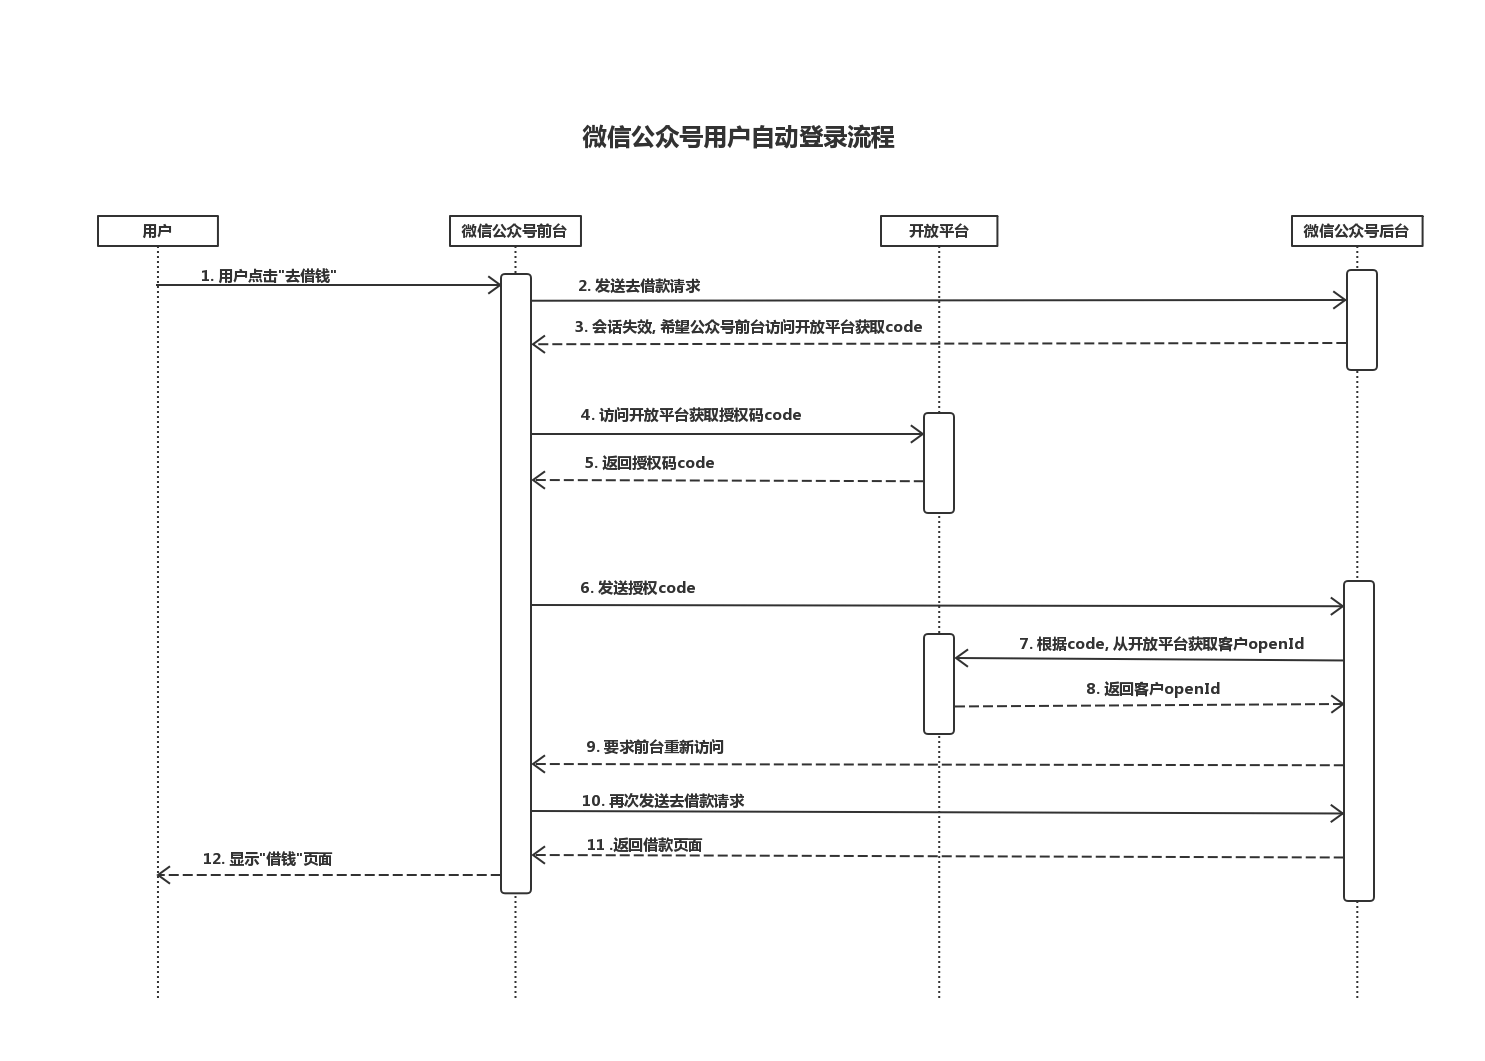 微信公众号用户自动登录流程
用户
微信公众号前台
开放平台
微信公众号后台
1. 用户点击"去借钱"
2. 发送去借款请求
3. 会话失效, 希望公众号前台访问开放平台获取code
4. 访问开放平台获取授权码code
5. 返回授权码code
6. 发送授权code
7. 根据code, 从开放平台获取客户openId
8. 返回客户openId
9. 要求前台重新访问
10. 再次发送去借款请求
11 .返回借款页面
12. 显示"借钱"页面